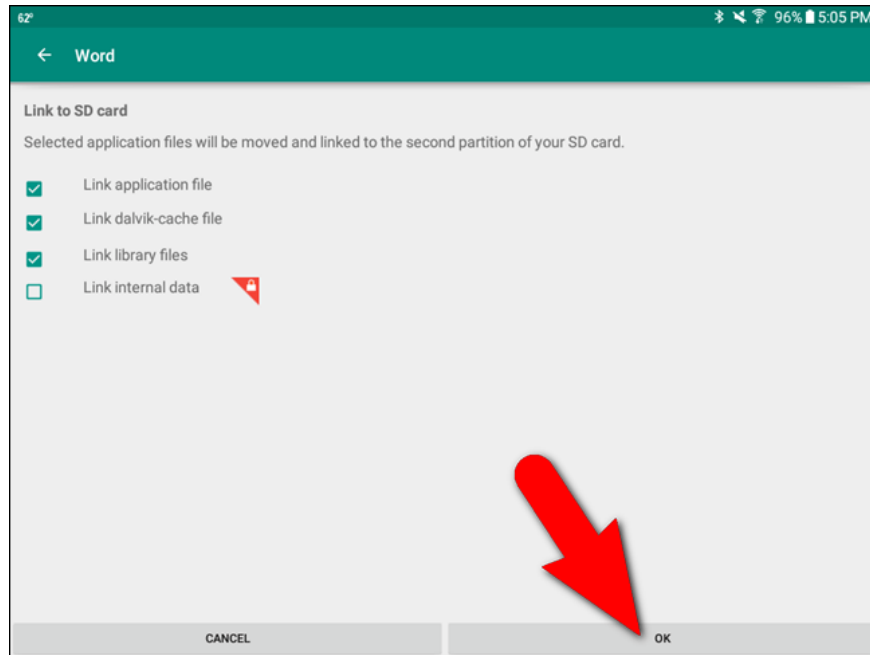 62°
96% 5:05 PM
Word
Link to SD card
Selected application files will be moved and linked to the second partition of your SD card.
Link application file
Link dalvik-cache file
Link library files
Link internal data
CANCEL
OK